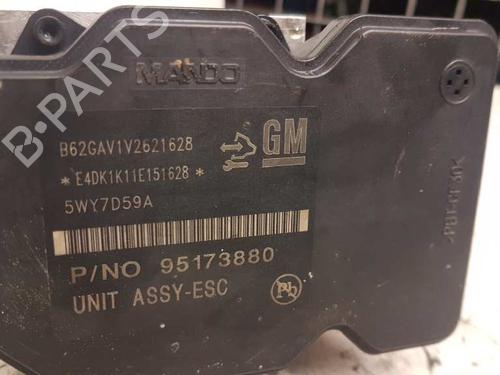 B-PARTS
MANDO
B62GAV1V2621628
GM
*E4DK1K11E151628*
5WY7D59A
P/NO 95173880
UNIT ASSY-ESC